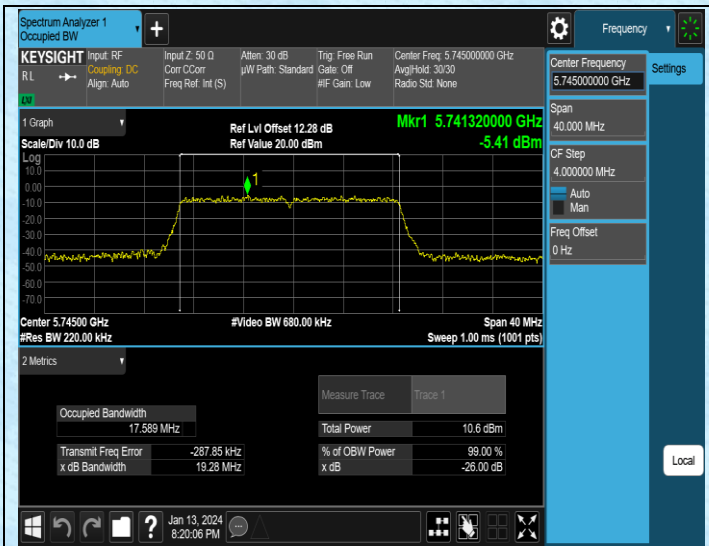 Spectrum Analyzer 1
Occupied BW
+
Frequency
KEYSIGHT
RL
LXI
Input: RF
Coupling: DC
Align: Auto
Input Z: 50 Ω
Corr CCorr
Freq Ref: Int (S)
Atten: 30 dB
µW Path: Standard
Trig: Free Run
Gate: Off
#IF Gain: Low
Center Freq: 5.745000000 GHz
Avg|Hold: 30/30
Radio Std: None
Center Frequency
5.745000000 GHz
Settings
Span
40.000 MHz
CF Step
4.000000 MHz
Auto
Man
Freq Offset
0 Hz
Local
1 Graph
Scale/Div 10.0 dB
Ref Lvl Offset 12.28 dB
Ref Value 20.00 dBm
Mkr1 5.741320000 GHz
-5.41 dBm
Log
10.0
0.00
-10.0
-20.0
-30.0
-40.0
-50.0
-60.0
-70.0
1
Center 5.74500 GHz
#Res BW 220.00 kHz
#Video BW 680.00 kHz
Span 40 MHz
Sweep 1.00 ms (1001 pts)
2 Metrics
Measure Trace
Trace 1
Occupied Bandwidth
17.589 MHz
Total Power
10.6 dBm
Transmit Freq Error
-287.85 kHz
% of OBW Power
99.00 %
x dB Bandwidth
19.28 MHz
x dB
-26.00 dB
?
Jan 13, 2024
8:20:06 PM